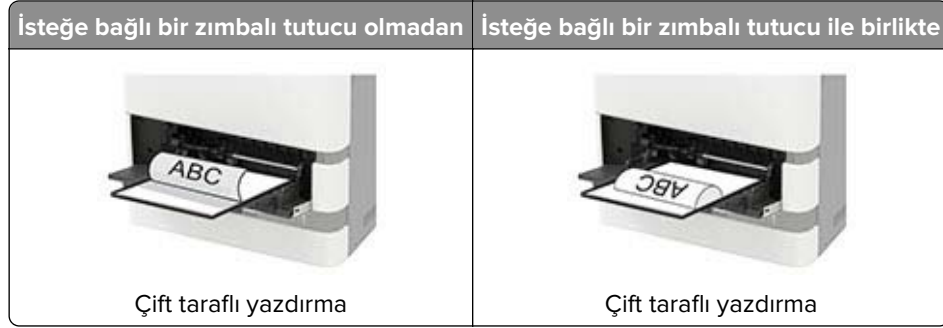 İsteğe bağlı bir zımbalı tutucu olmadan
İsteğe bağlı bir zımbalı tutucu ile birlikte
ABC
ABC
Çift taraflı yazdırma
Çift taraflı yazdırma